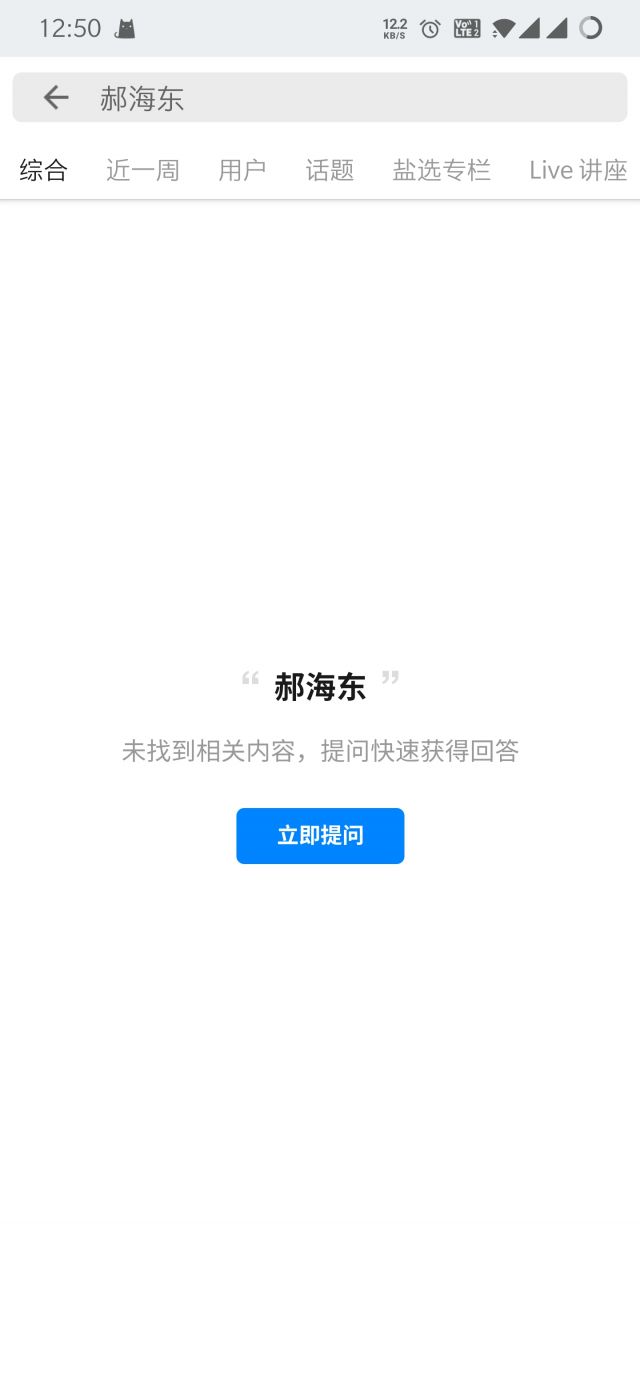 12:50 12.2 KB/S Vo 1 LTE 2
郝海东
综合 近一周 用户 话题 盐选专栏 Live 讲座
“ 郝海东 ”
未找到相关内容，提问快速获得回答
立即提问